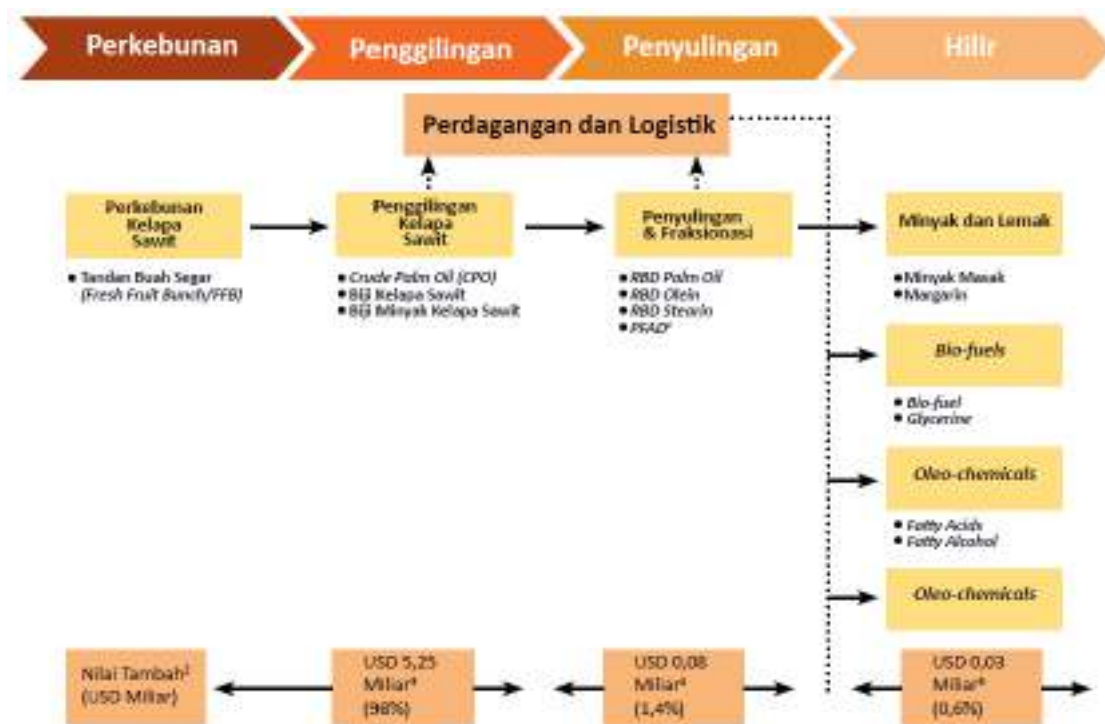 Perkebunan
Penggilingan
Penyulingan
Hilir
Perdagangan dan Logistik
Perkebunan
Kelapa
Sawit
Penggilingan
Kelapa
Sawit
Penyulingan
& Fraksionasi
Minyak dan Lemak
• Tandan Buah Segar
(Fresh Fruit Bunch/FFB)
• Crude Palm Oil (CPO)
• Biji Kelapa Sawit
• Biji Minyak Kelapa Sawit
• RBD Palm Oil
• RBD Olein
• RBD Stearin
• PFAD
• Minyak Masak
• Margarin
Bio-fuels
• Bio-fuel
• Glycerine
Oleo-chemicals
• Fatty Acids
• Fatty Alcohol
Oleo-chemicals
Nilai Tambah
(USD Miliar)
USD 5,25
Miliar
(98%)
USD 0,08
Miliar
(1,4%)
USD 0,03
Miliar
(0,6%)